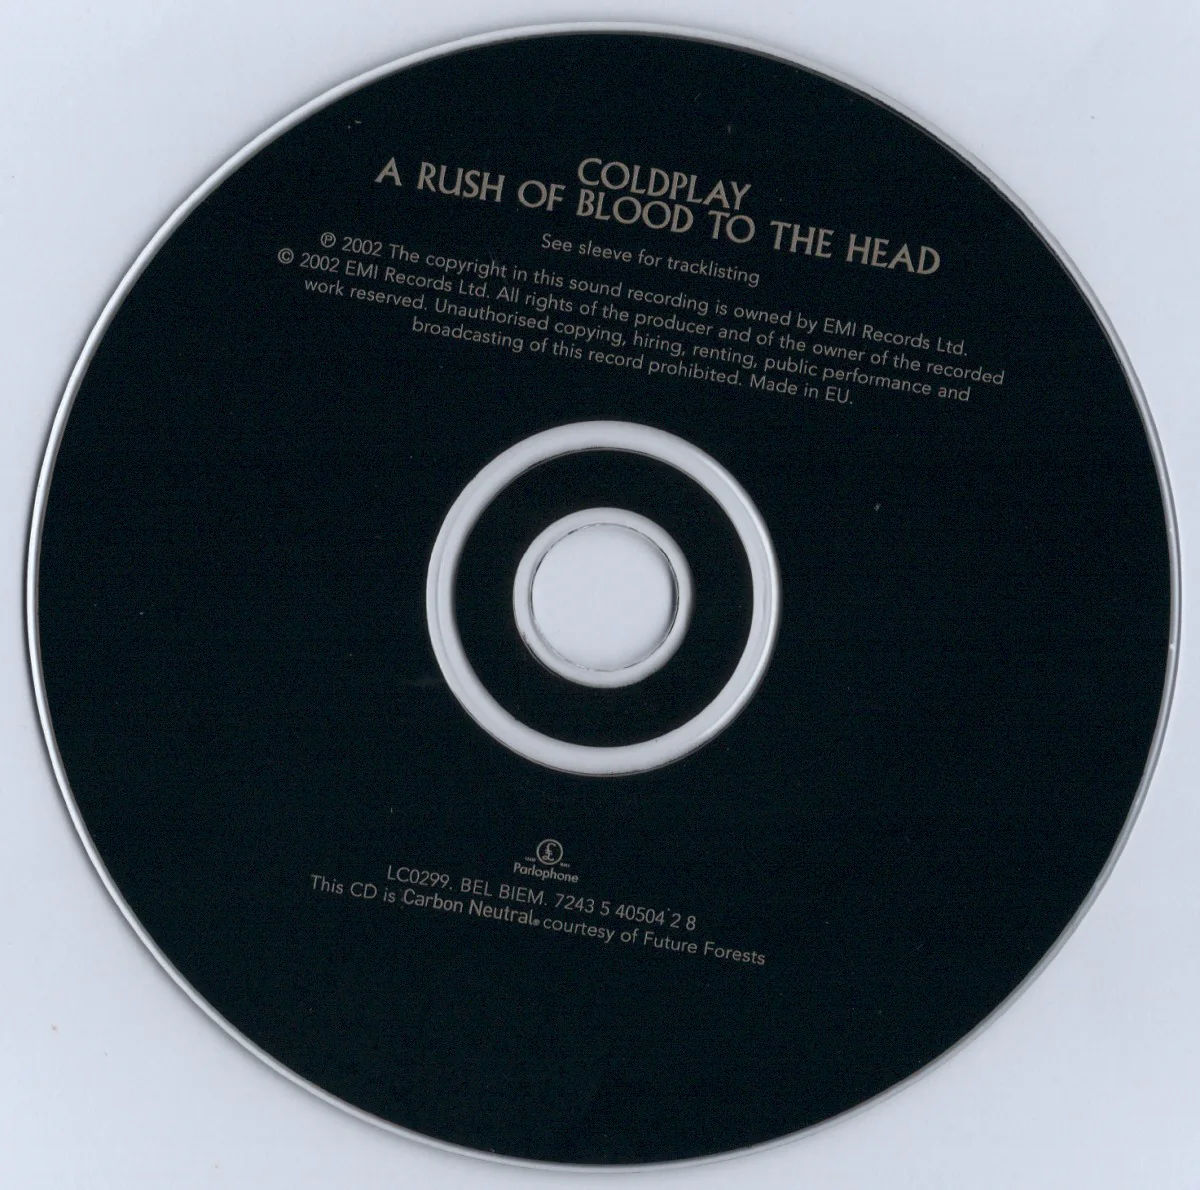 COLDPLAY
A RUSH OF BLOOD TO THE HEAD
See sleeve for tracklisting
℗ 2002 The copyright in this sound recording is owned by EMI Records Ltd.
© 2002 EMI Records Ltd. All rights of the producer and of the owner of the recorded
work reserved. Unauthorised copying, hiring, renting, public performance and
broadcasting of this record prohibited. Made in EU.
£
Parlophone
LC0299. BEL BIEM. 7243 5 40504 2 8
This CD is Carbon Neutral® courtesy of Future Forests